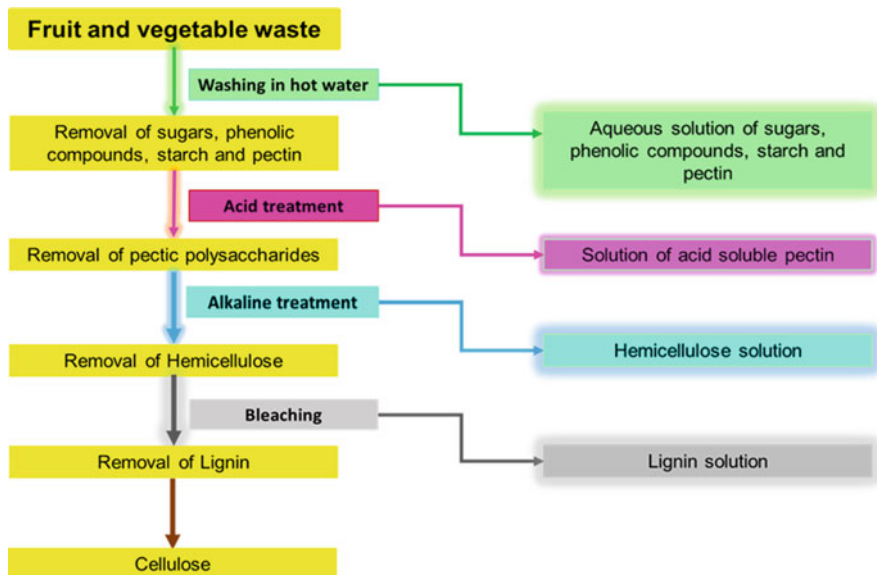 Fruit and vegetable waste
Washing in hot water
Removal of sugars, phenolic
compounds, starch and pectin
Aqueous solution of sugars,
phenolic compounds, starch and
pectin
Acid treatment
Removal of pectic polysaccharides
Solution of acid soluble pectin
Alkaline treatment
Removal of Hemicellulose
Hemicellulose solution
Bleaching
Removal of Lignin
Lignin solution
Cellulose